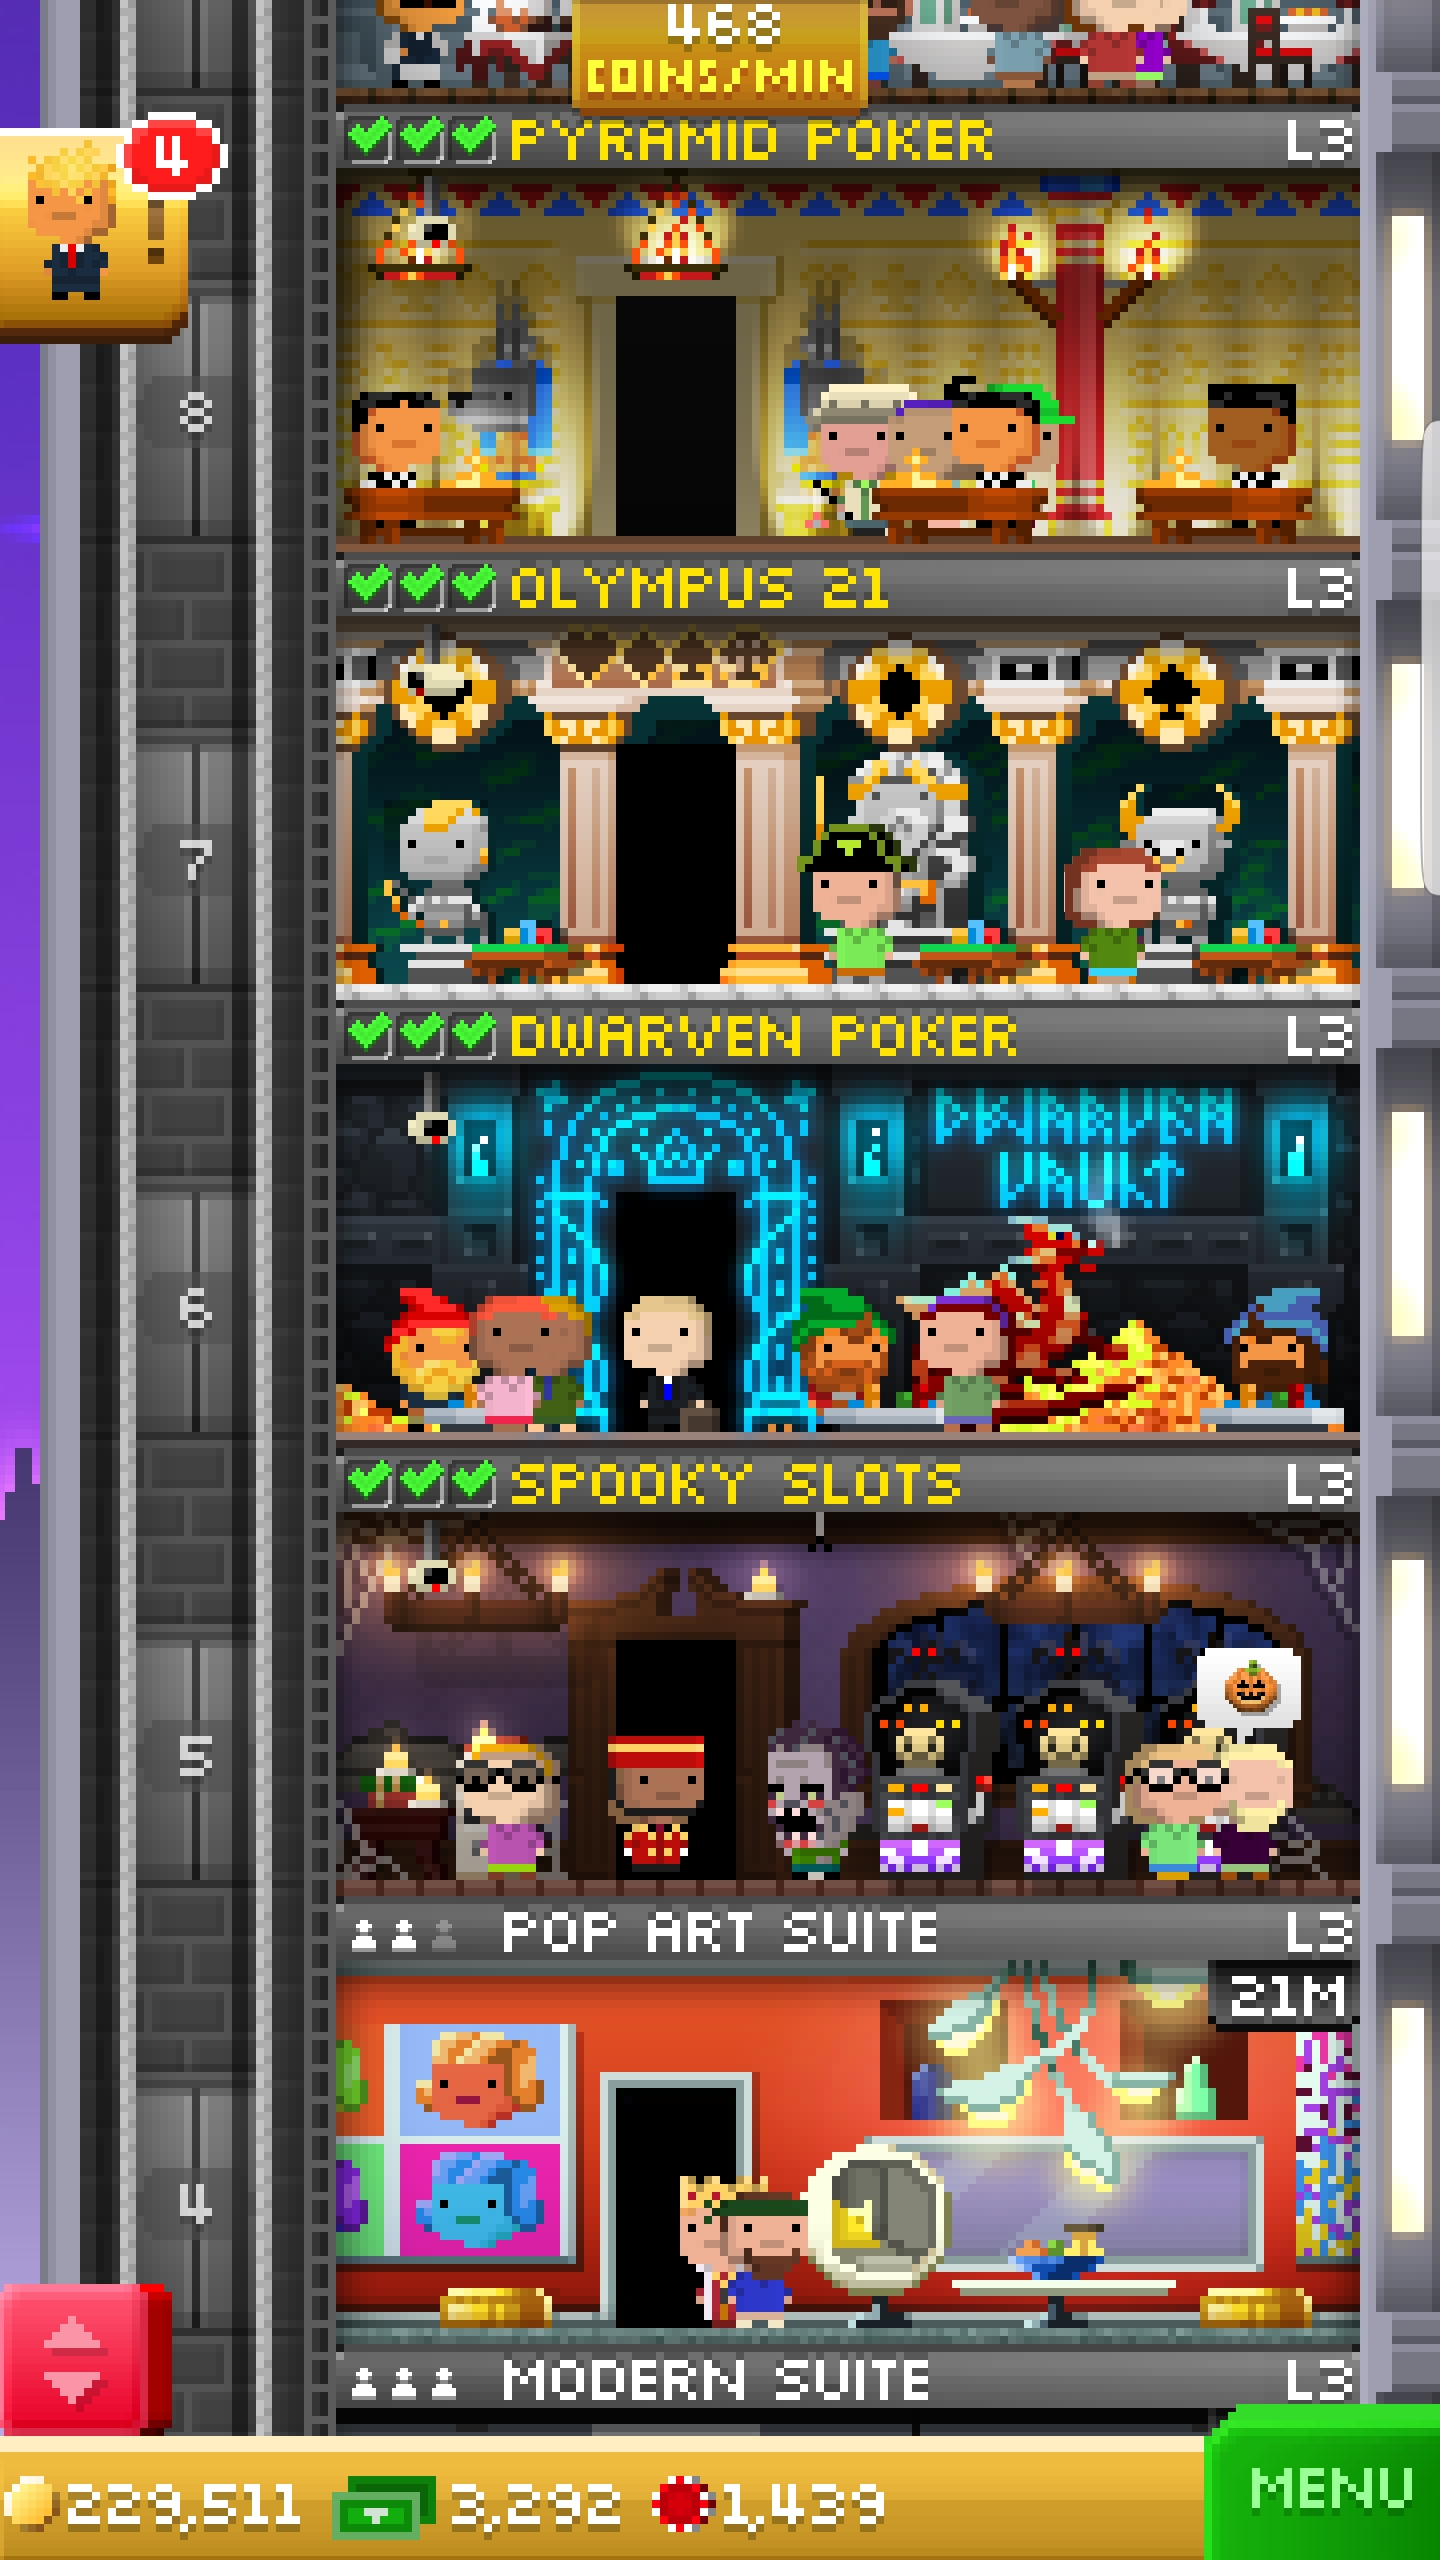 468
COINS/MIN
PYRAMID POKER L3
4
8
OLYMPUS 21 L3
7
DWARVEN POKER L3
DWARVEN
VAULT
6
SPOOKY SLOTS L3
5
POP ART SUITE L3
21M
4
MODERN SUITE L3
229,511 3,292 1,439 MENU